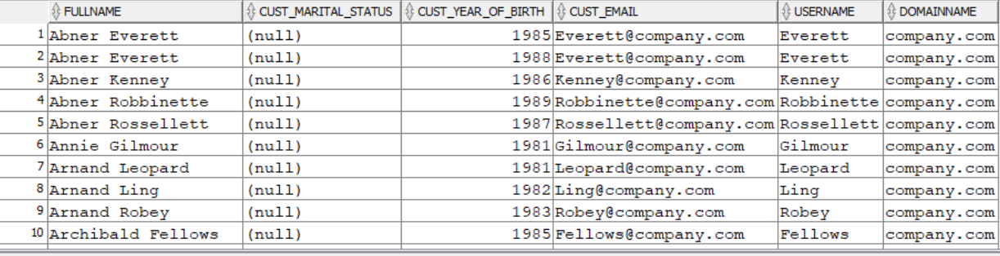 FULLNAME CUST_MARITAL_STATUS CUST_YEAR_OF_BIRTH CUST_EMAIL USERNAME DOMAINNAME
1 Abner Everett (null) 1985 Everett@company.com Everett company.com
2 Abner Everett (null) 1988 Everett@company.com Everett company.com
3 Abner Kenney (null) 1986 Kenney@company.com Kenney company.com
4 Abner Robbinette (null) 1989 Robbinette@company.com Robbinette company.com
5 Abner Rossellett (null) 1987 Rossellett@company.com Rossellett company.com
6 Annie Gilmour (null) 1981 Gilmour@company.com Gilmour company.com
7 Arnand Leopard (null) 1981 Leopard@company.com Leopard company.com
8 Arnand Ling (null) 1982 Ling@company.com Ling company.com
9 Arnand Robey (null) 1983 Robey@company.com Robey company.com
10 Archibald Fellows (null) 1985 Fellows@company.com Fellows company.com